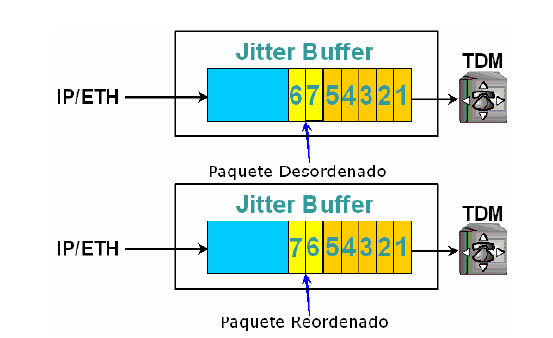 Jitter Buffer
TDM
IP/ETH
6 7 5 4 3 2 1
Paquete Desordenado
Jitter Buffer
TDM
IP/ETH
7 6 5 4 3 2 1
Paquete Reordenado